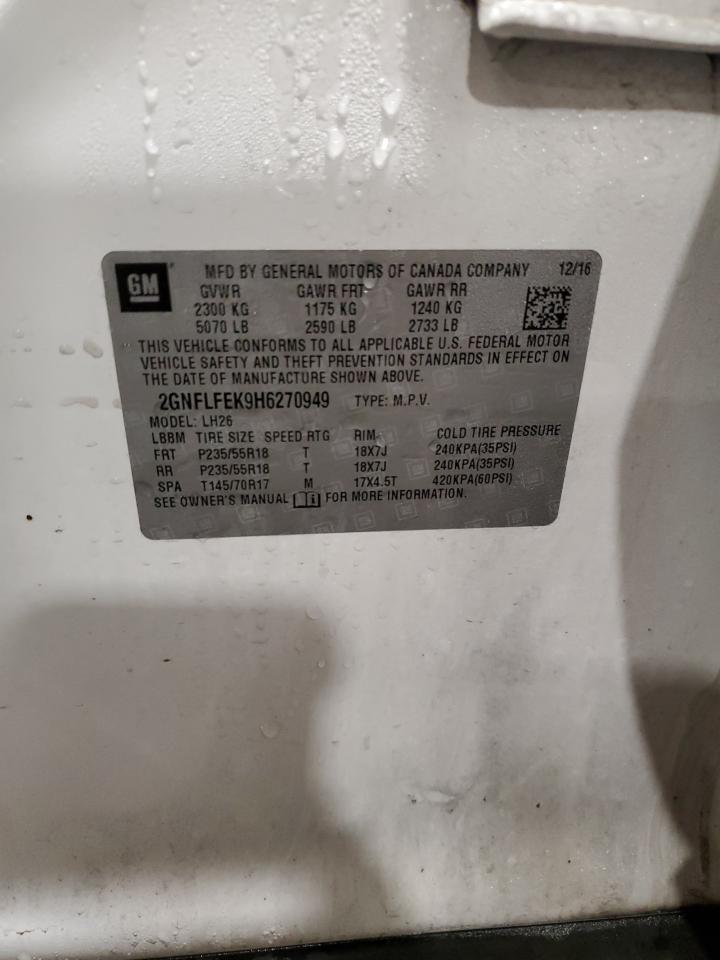 GM MFD BY GENERAL MOTORS OF CANADA COMPANY 12/16
GVWR GAWR FRT GAWR RR
2300 KG 1175 KG 1240 KG
5070 LB 2590 LB 2733 LB
THIS VEHICLE CONFORMS TO ALL APPLICABLE U.S. FEDERAL MOTOR
VEHICLE SAFETY AND THEFT PREVENTION STANDARDS IN EFFECT ON
THE DATE OF MANUFACTURE SHOWN ABOVE.
2GNFLFEK9H6270949 TYPE: M.P.V.
MODEL: LH26
LBBM TIRE SIZE SPEED RTG RIM COLD TIRE PRESSURE
FRT P235/55R18 T 18X7J 240KPA(35PSI)
RR P235/55R18 T 18X7J 240KPA(35PSI)
SPA T145/70R17 M 17X4.5T 420KPA(60PSI)
SEE OWNER'S MANUAL FOR MORE INFORMATION.